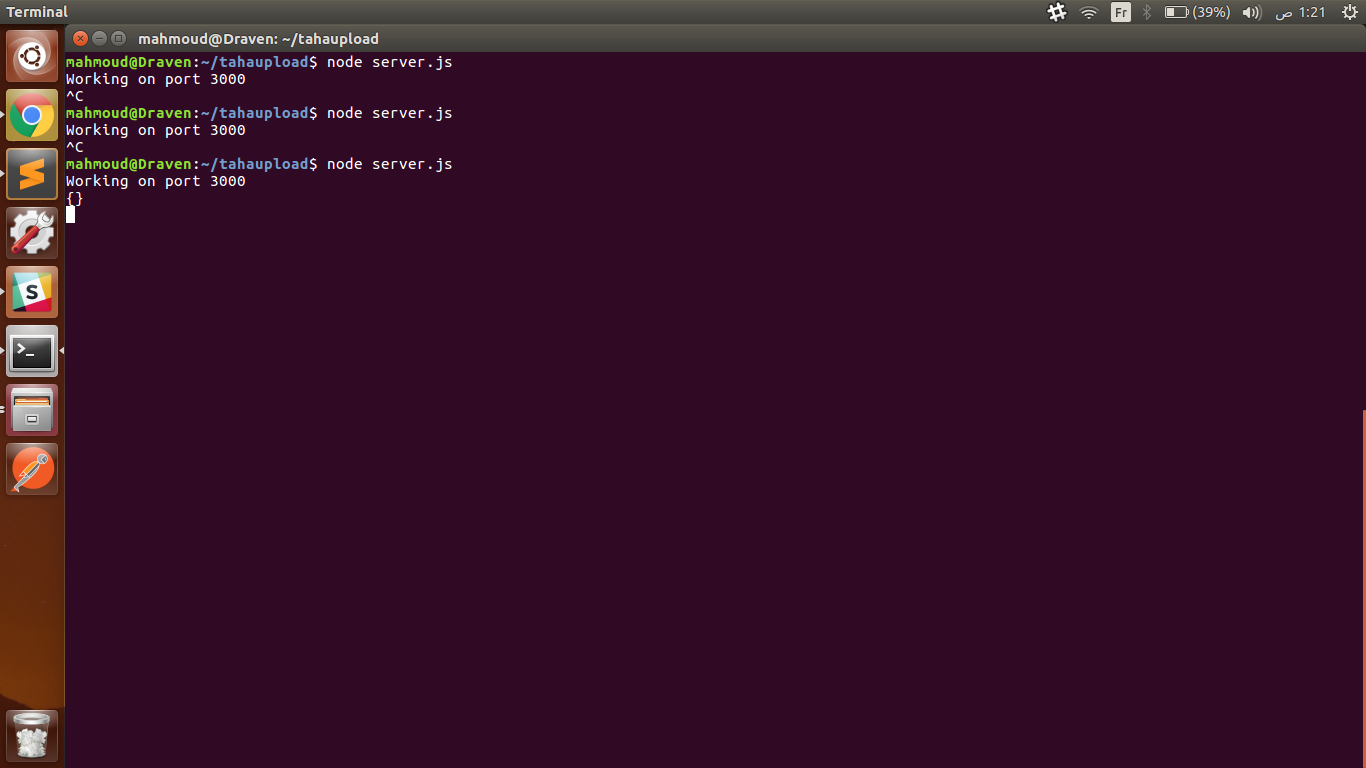 Terminal
Fr
(39%)
1:21 ص
mahmoud@Draven: ~/tahaupload
mahmoud@Draven:~/tahaupload$ node server.js
Working on port 3000
^C
mahmoud@Draven:~/tahaupload$ node server.js
Working on port 3000
^C
mahmoud@Draven:~/tahaupload$ node server.js
Working on port 3000
{}
S
>_